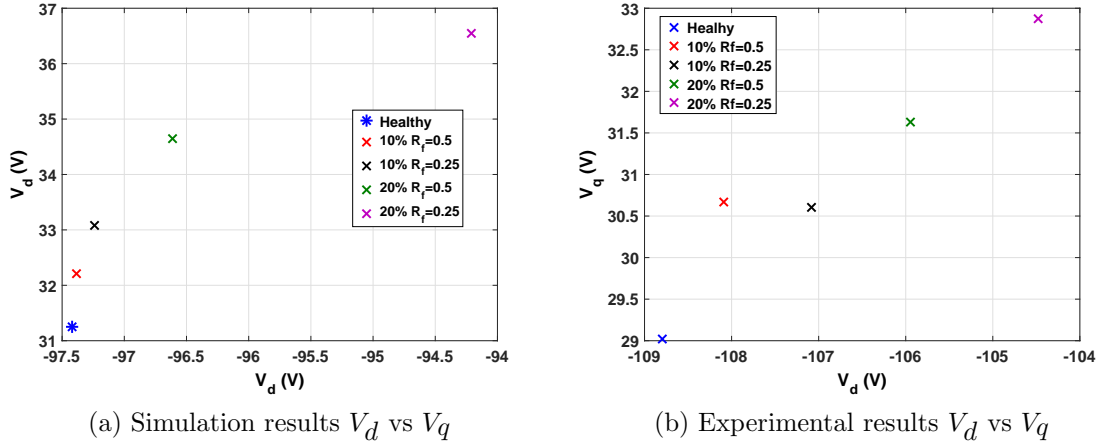 37
36
35
34
33
32
31
V_d (V)
-97.5 -97 -96.5 -96 -95.5 -95 -94.5 -94
V_d (V)
Healthy
10% R_f=0.5
10% R_f=0.25
20% R_f=0.5
20% R_f=0.25
(a) Simulation results V_d vs V_q
33
32.5
32
31.5
31
30.5
30
29.5
29
V_q (V)
-109 -108 -107 -106 -105 -104
V_d (V)
Healhy
10% Rf=0.5
10% Rf=0.25
20% Rf=0.5
20% Rf=0.25
(b) Experimental results V_d vs V_q